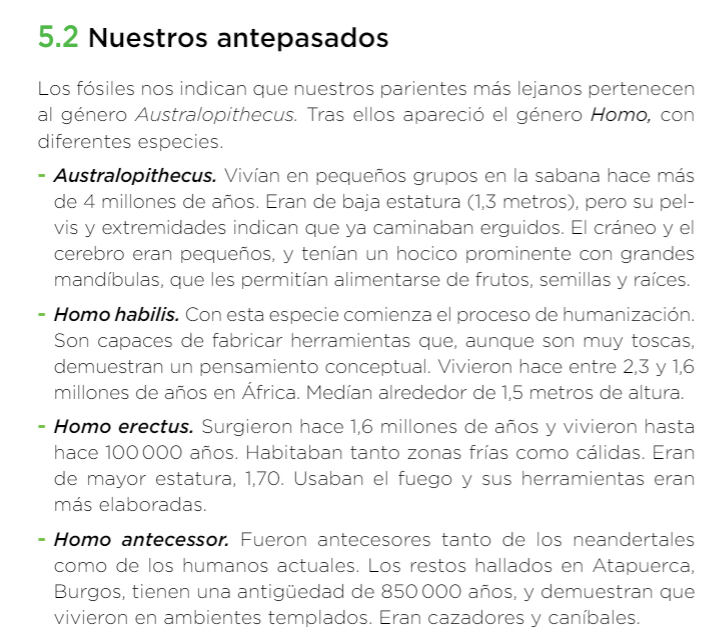 5.2 Nuestros antepasados
Los fósiles nos indican que nuestros parientes más lejanos pertenecen
al género Australopithecus. Tras ellos apareció el género Homo, con
diferentes especies.
- Australopithecus. Vivían en pequeños grupos en la sabana hace más
de 4 millones de años. Eran de baja estatura (1,3 metros), pero su pel-
vis y extremidades indican que ya caminaban erguidos. El cráneo y el
cerebro eran pequeños, y tenían un hocico prominente con grandes
mandíbulas, que les permitían alimentarse de frutos, semillas y raíces.
- Homo habilis. Con esta especie comienza el proceso de humanización.
Son capaces de fabricar herramientas que, aunque son muy toscas,
demuestran un pensamiento conceptual. Vivieron hace entre 2,3 y 1,6
millones de años en África. Medían alrededor de 1,5 metros de altura.
- Homo erectus. Surgieron hace 1,6 millones de años y vivieron hasta
hace 100 000 años. Habitaban tanto zonas frías como cálidas. Eran
de mayor estatura, 1,70. Usaban el fuego y sus herramientas eran
más elaboradas.
- Homo antecessor. Fueron antecesores tanto de los neandertales
como de los humanos actuales. Los restos hallados en Atapuerca,
Burgos, tienen una antigüedad de 850 000 años, y demuestran que
vivieron en ambientes templados. Eran cazadores y caníbales.